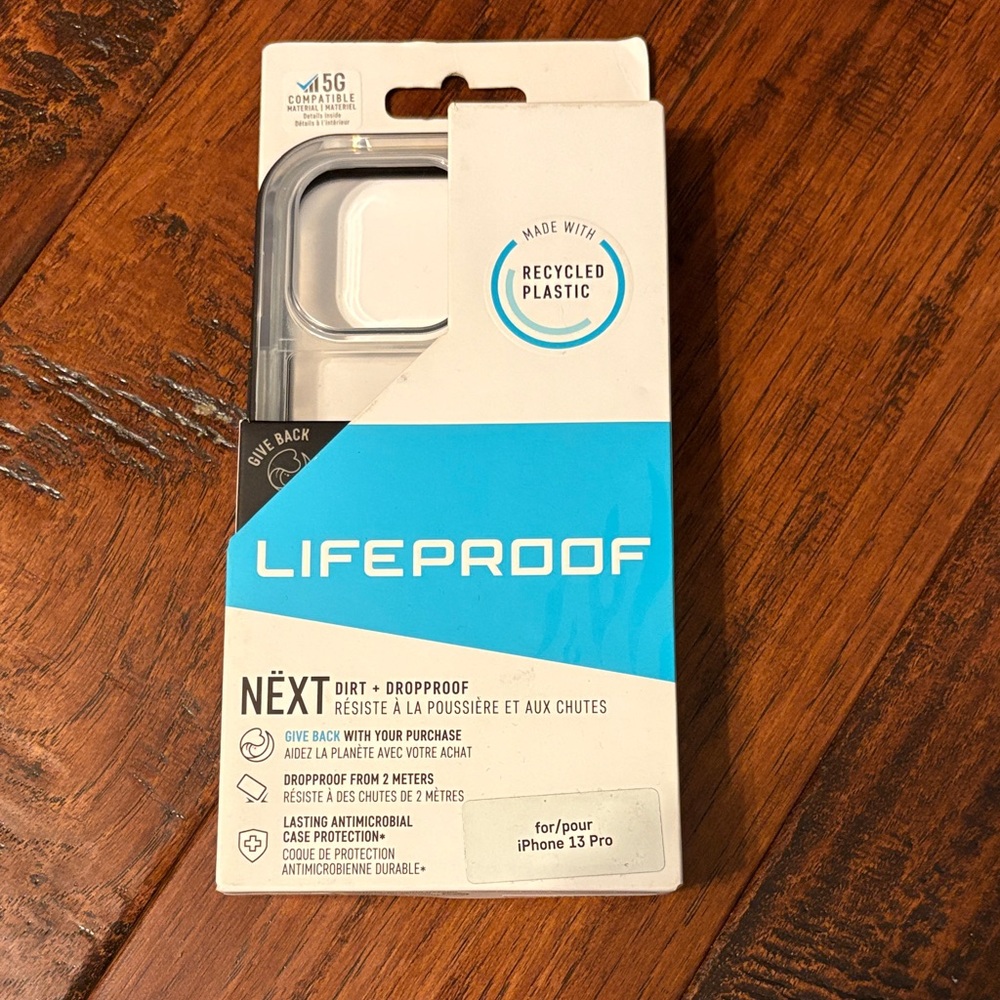 5G
COMPATIBLE
MATERIAL | MATERIEL
Details Inside
Détails à l'intérieur
MADE WITH
RECYCLED
PLASTIC
GIVE BACK
LIFEPROOF
NËXT DIRT + DROPPROOF
RÉSISTE À LA POUSSIÈRE ET AUX CHUTES
GIVE BACK WITH YOUR PURCHASE
AIDEZ LA PLANÈTE AVEC VOTRE ACHAT
DROPPROOF FROM 2 METERS
RÉSISTE À DES CHUTES DE 2 MÈTRES
LASTING ANTIMICROBIAL
CASE PROTECTION*
COQUE DE PROTECTION
ANTIMICROBIENNE DURABLE*
for/pour
iPhone 13 Pro